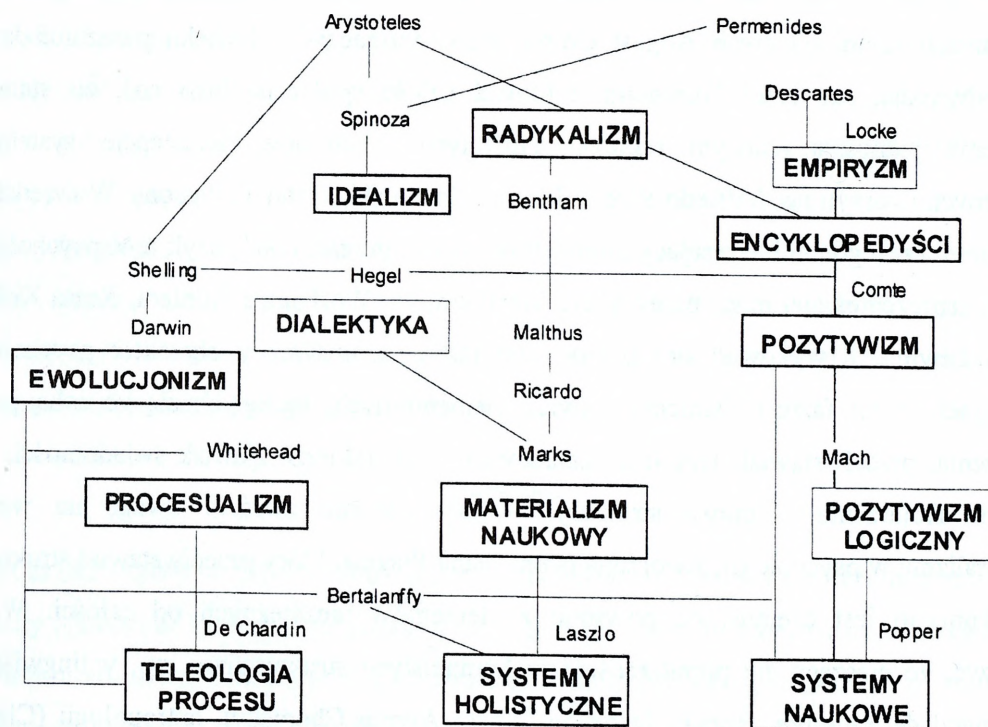 Arystoteles
Permenides
Descartes
Spinoza
RADYKALIZM
Locke
EMPIRYZM
IDEALIZM
Bentham
ENCYKLOPEDYŚCI
Shelling
Hegel
Comte
Darwin
DIALEKTYKA
Malthus
POZYTYWIZM
EWOLUCJONIZM
Ricardo
Whitehead
Marks
Mach
PROCESUALIZM
MATERIALIZM
NAUKOWY
POZYTYWIZM
LOGICZNY
Bertalanffy
De Chardin
Laszlo
Popper
TELEOLOGIA
PROCESU
SYSTEMY
HOLISTYCZNE
SYSTEMY
NAUKOWE